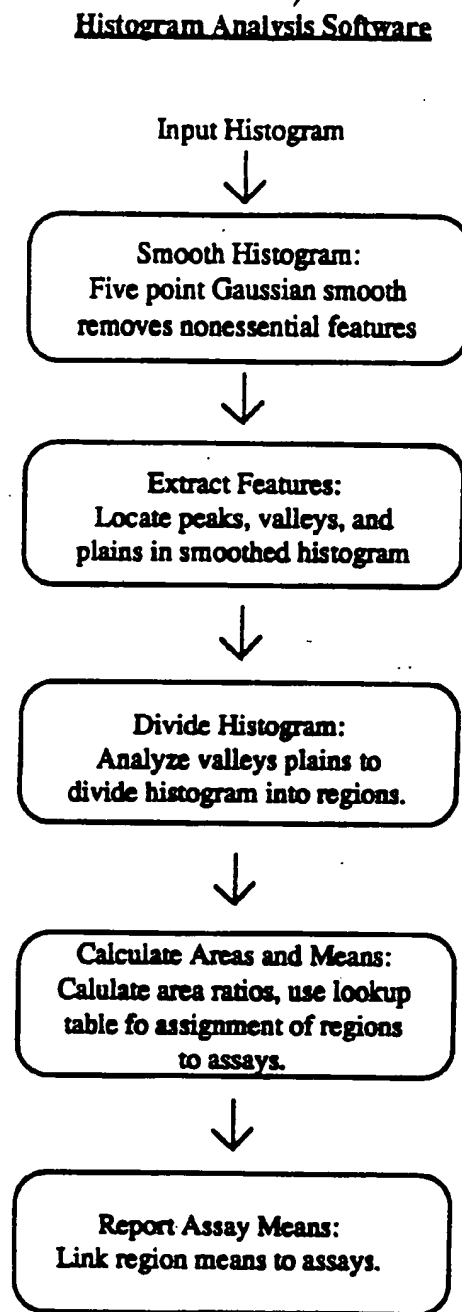 Histogram Analysis Software
Input Histogram
Smooth Histogram:
Five point Gaussian smooth
removes nonessential features
Extract Features:
Locate peaks, valleys, and
plains in smoothed histogram
Divide Histogram:
Analyze valleys plains to
divide histogram into regions.
Calculate Areas and Means:
Calulate area ratios, use lookup
table fo assignment of regions
to assays.
Report Assay Means:
Link region means to assays.